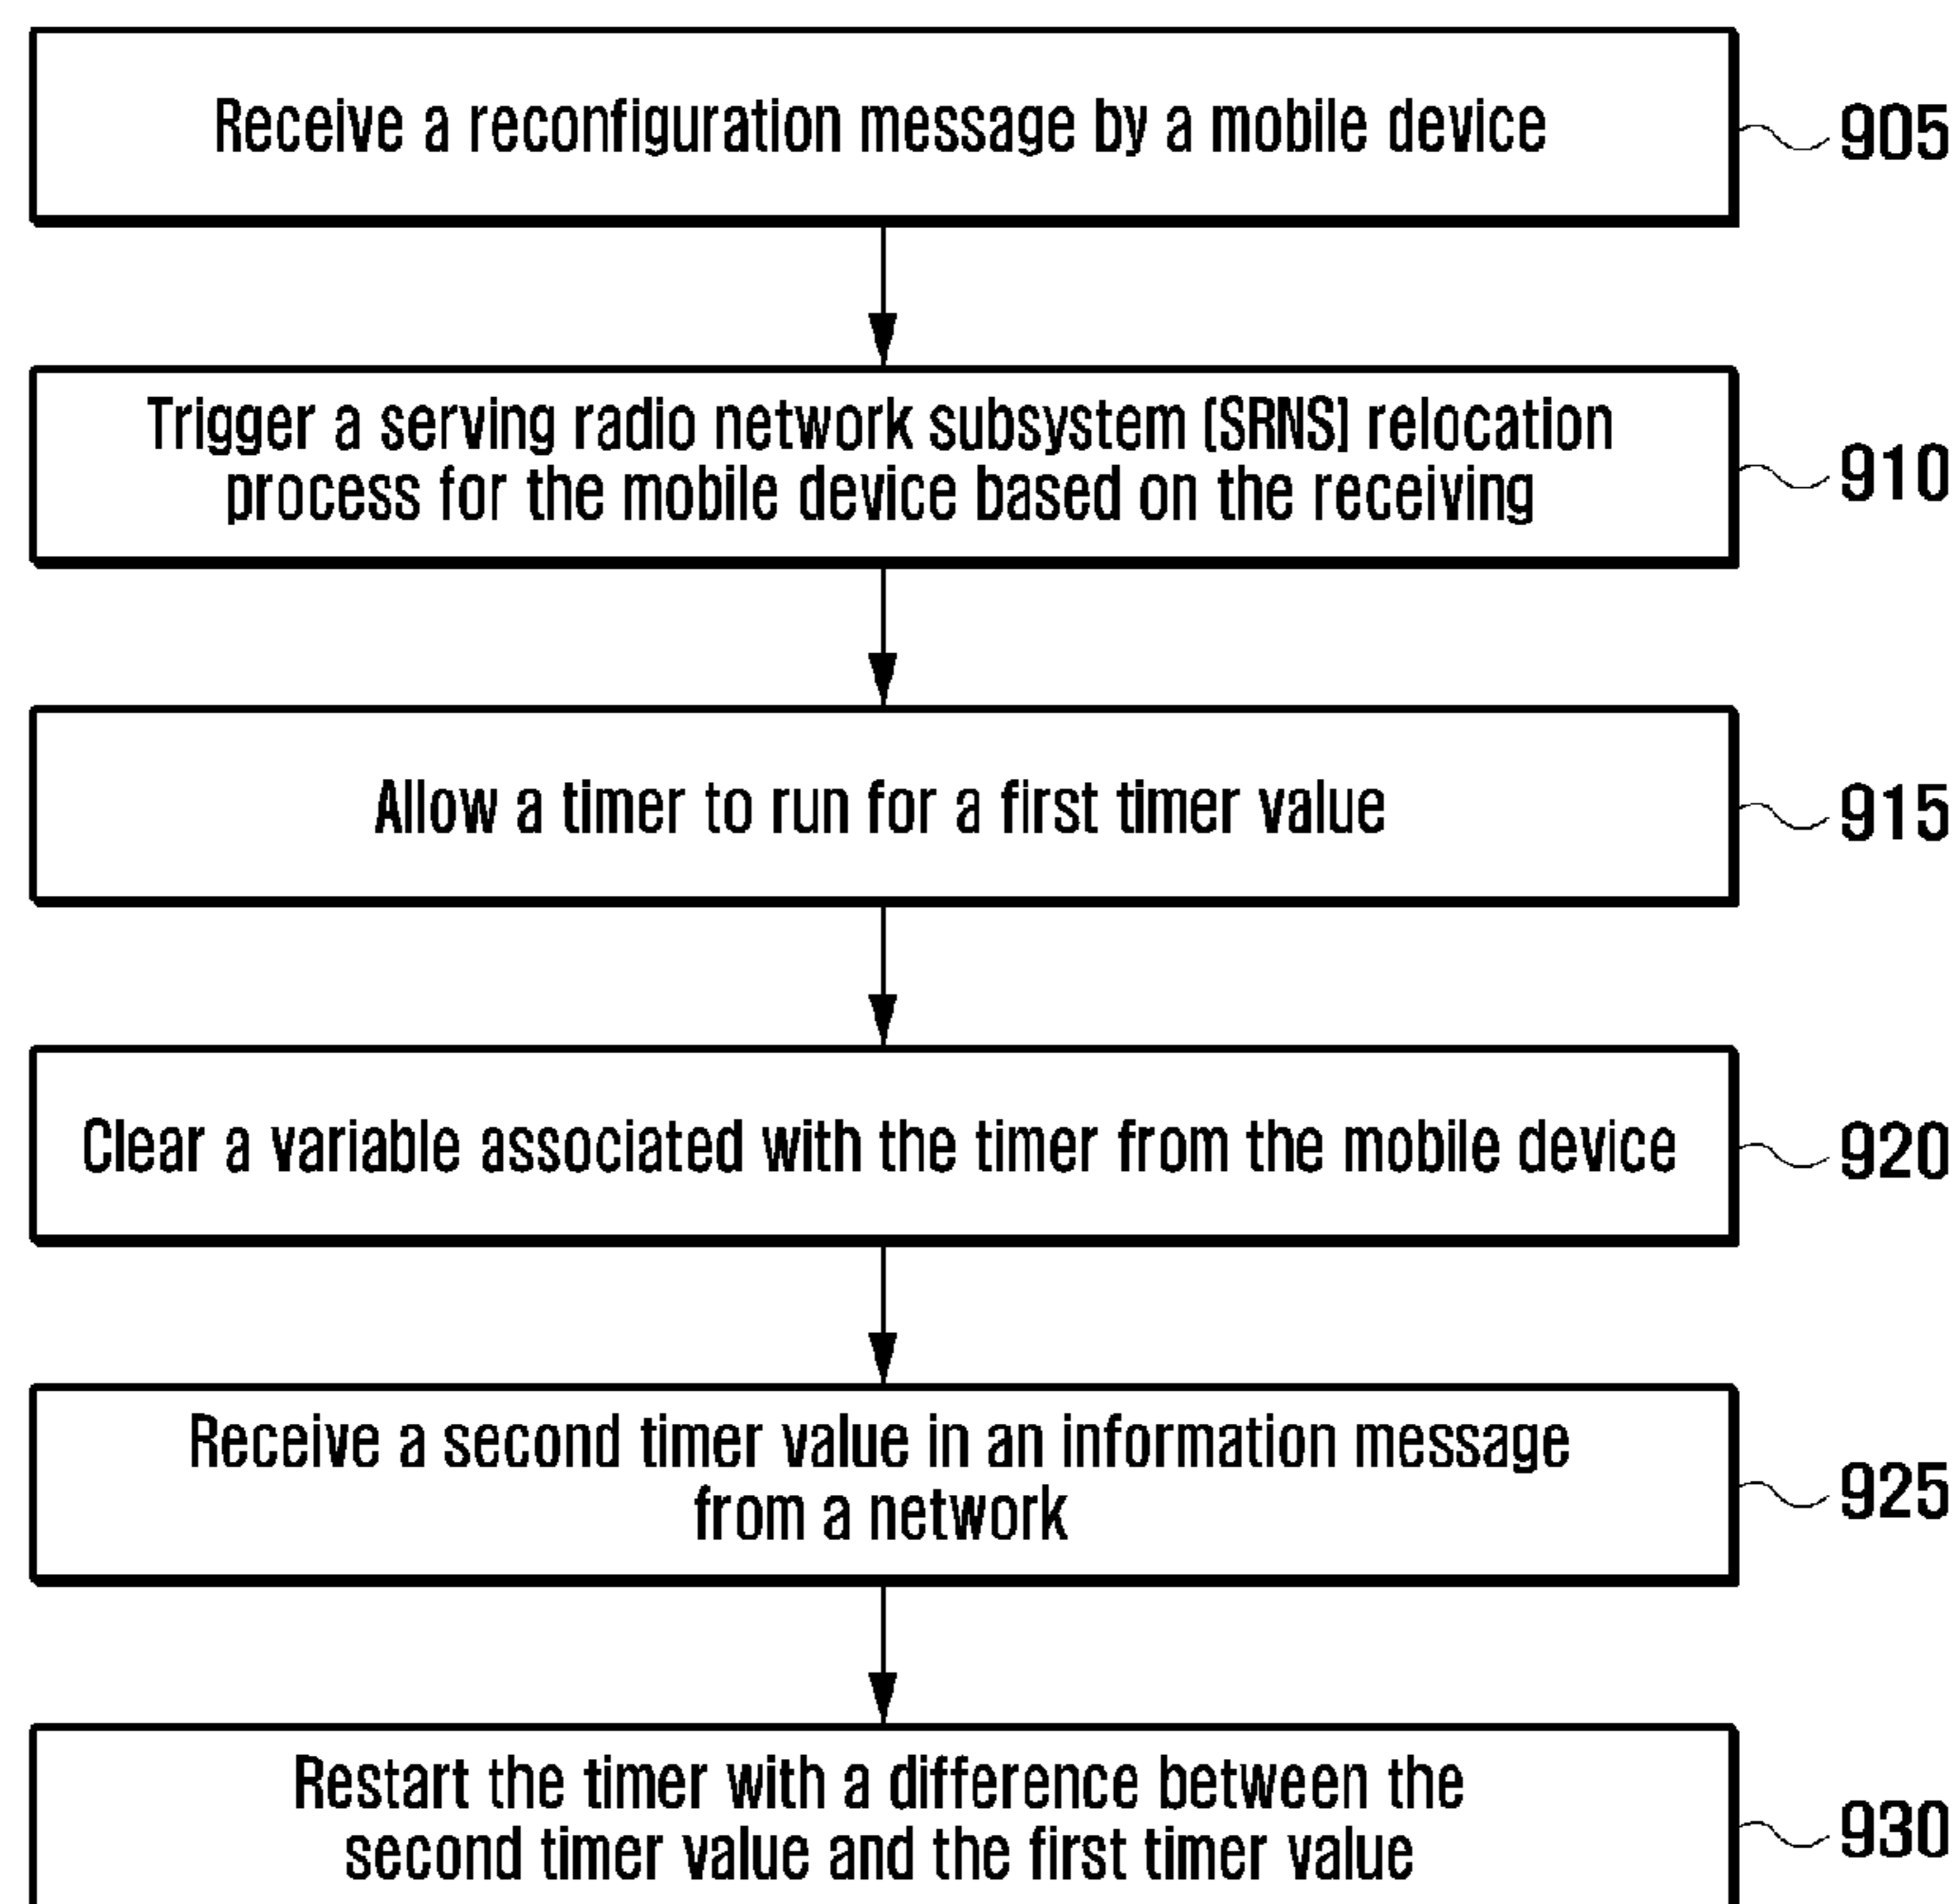 Receive a reconfiguration message by a mobile device
905
Trigger a serving radio network subsystem (SRNS) relocation
process for the mobile device based on the receiving
910
Allow a timer to run for a first timer value
915
Clear a variable associated with the timer from the mobile device
920
Receive a second timer value in an information message
from a network
925
Restart the timer with a difference between the
second timer value and the first timer value
930